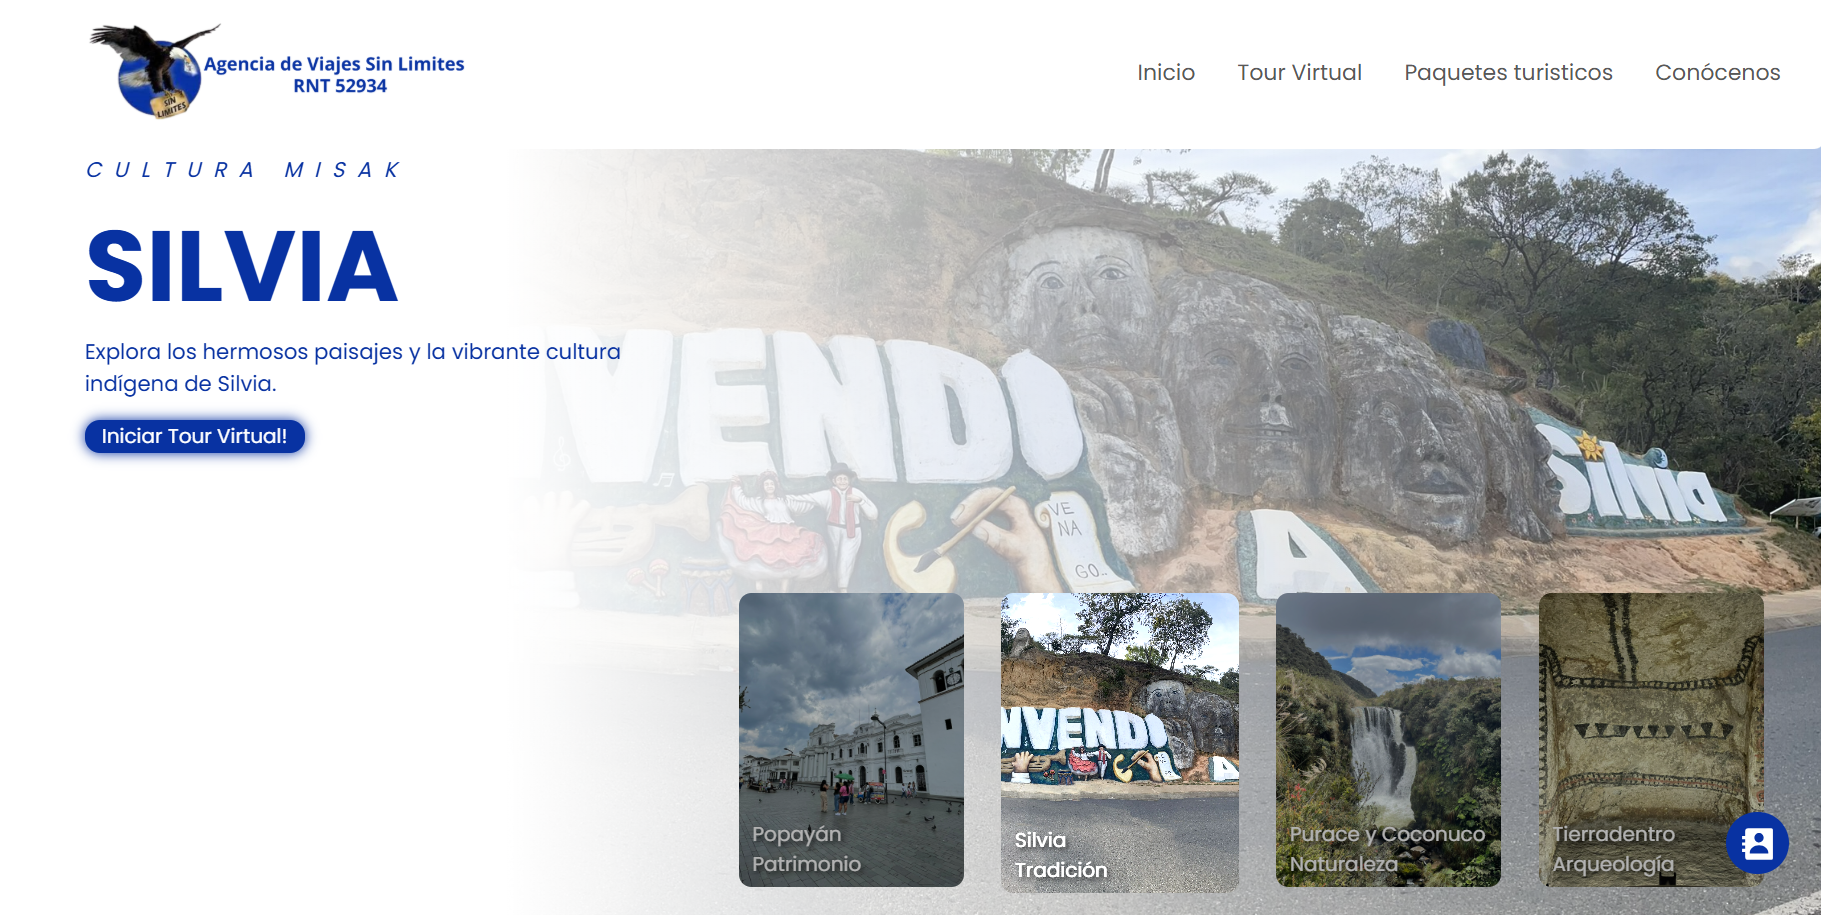 Agencia de Viajes Sin Limites
RNT 52934
SIN
LIMITES
Inicio
Tour Virtual
Paquetes turisticos
Conócenos
CULTURA MISAK
SILVIA
Explora los hermosos paisajes y la vibrante cultura
indígena de Silvia.
Iniciar Tour Virtual!
VENDI
A
Silvia
VE
NA
GO..
Popayán
Patrimonio
NVENDI
A
Silvia
Tradición
Purace y Coconuco
Naturaleza
Tierradentro
Arqueología